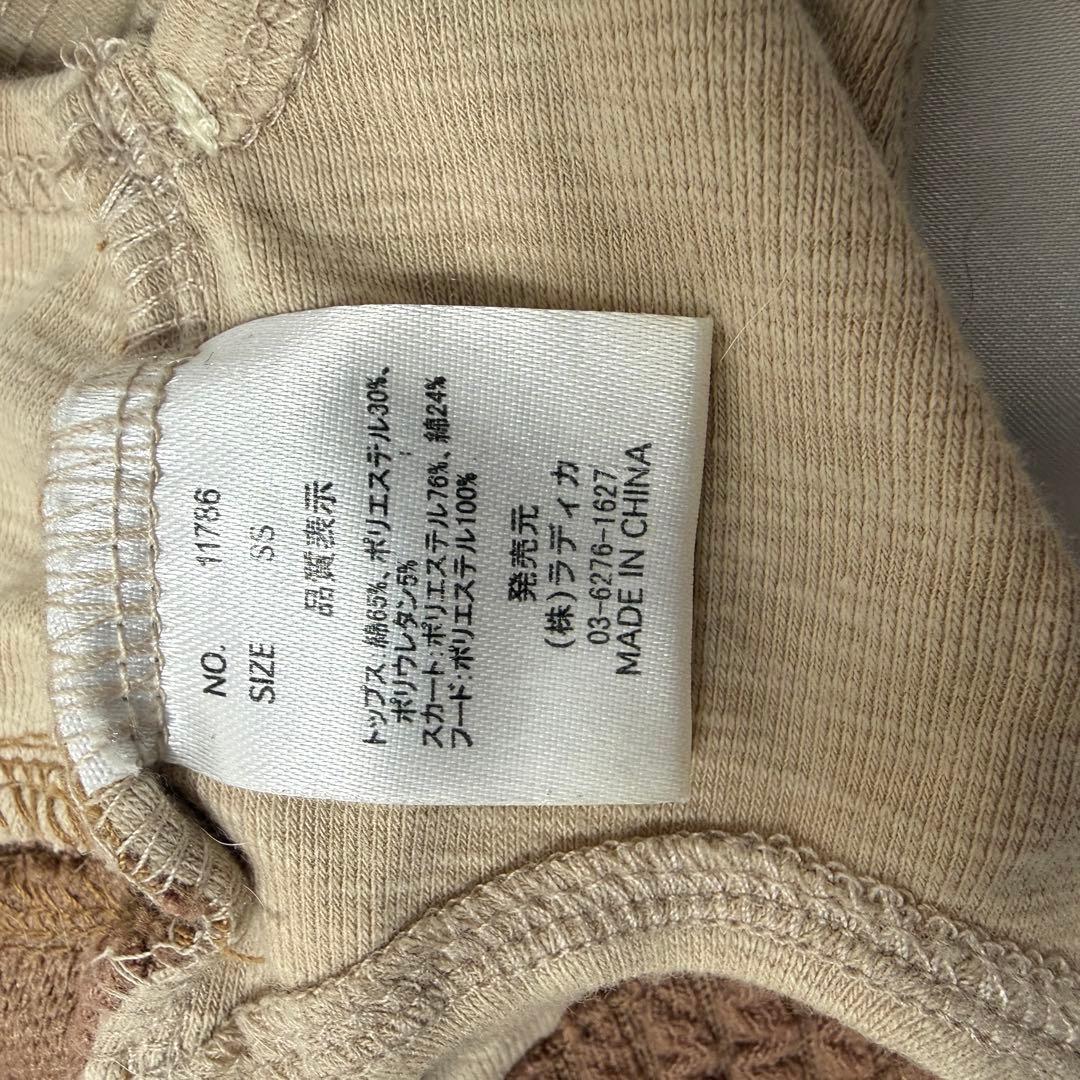 NO. 11786
SIZE SS
品質表示
トップス:綿65%、ポリエステル30%、
ポリウレタン5%
スカート:ポリエステル76%、綿24%
フード:ポリエステル100%
発売元
(株)ラディカ
03-6276-1627
MADE IN CHINA